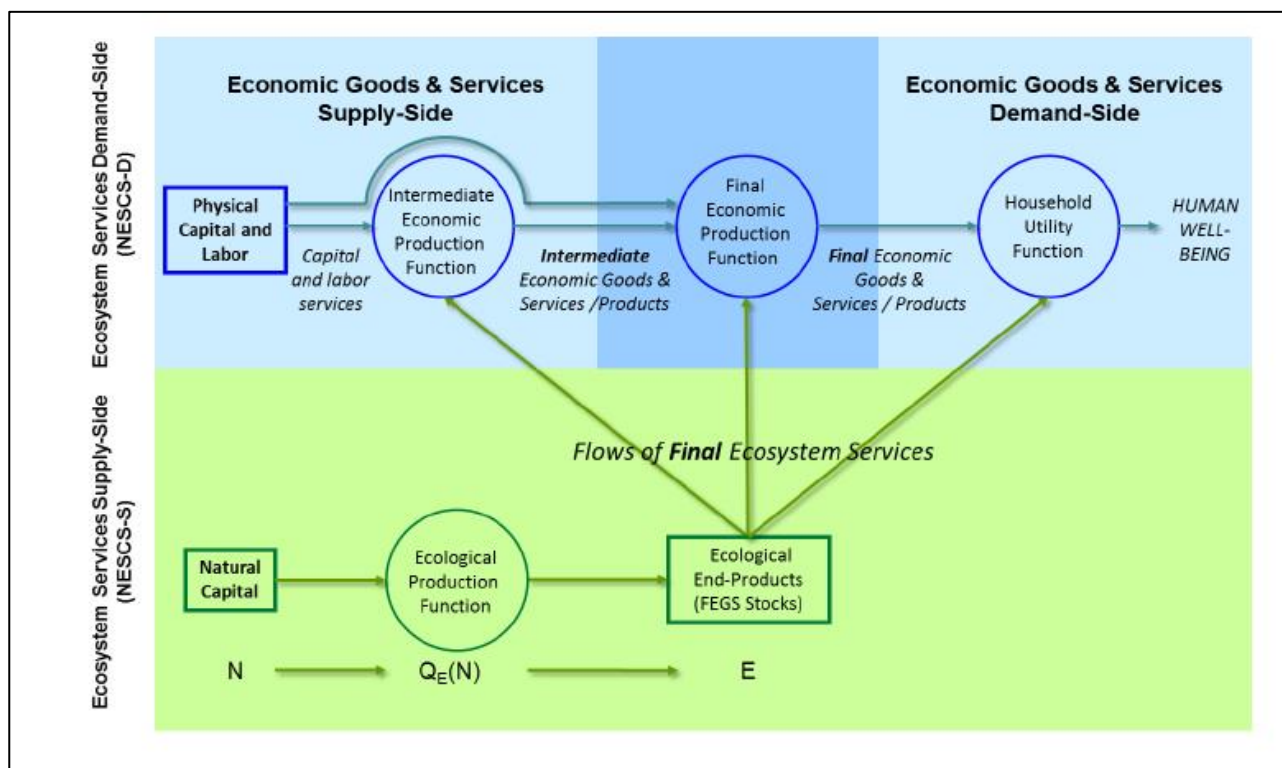 Ecosystem Services Demand-Side
(NESCS-D)
Economic Goods & Services
Supply-Side
Economic Goods & Services
Demand-Side
Physical
Capital and
Labor
Capital
and labor
services
Intermediate
Economic
Production
Function
Intermediate
Economic Goods &
Services /Products
Final
Economic
Production
Function
Final Economic
Goods &
Services / Products
Household
Utility
Function
HUMAN
WELL-
BEING
Ecosystem Services Supply-Side
(NESCS-S)
Flows of Final Ecosystem Services
Natural
Capital
Ecological
Production
Function
Ecological
End-Products
(FEGS Stocks)
N
QE(N)
E